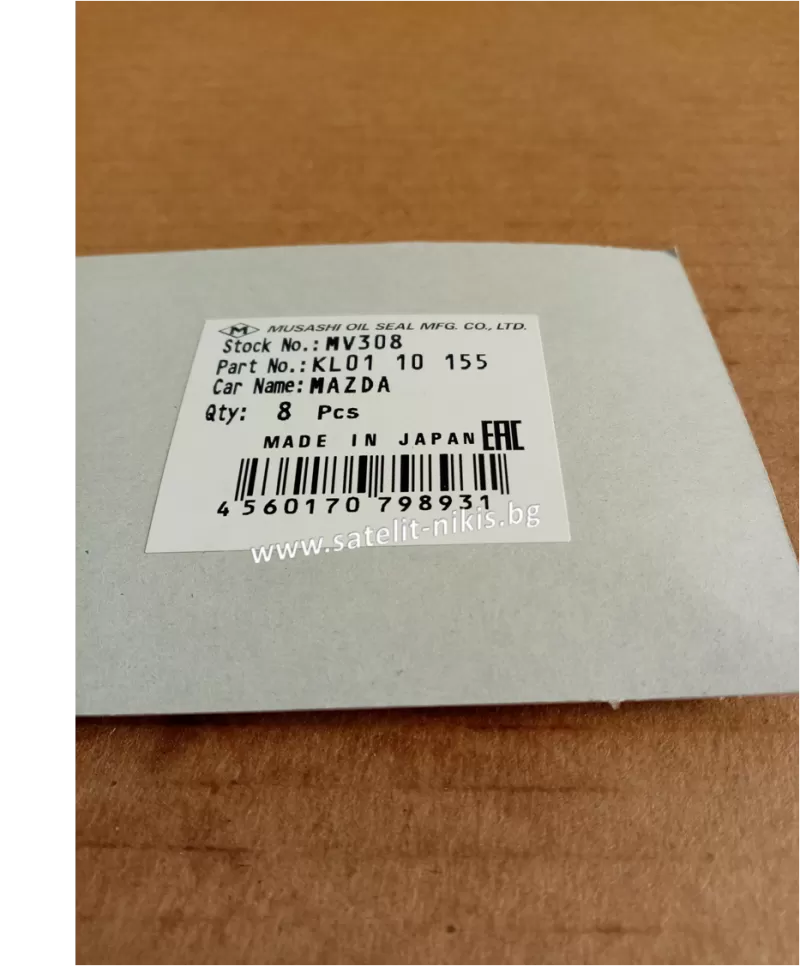 M MUSASHI OIL SEAL MFG. CO., LTD.
Stock No.: MV308
Part No.: KL01 10 155
Car Name: MAZDA
Qty: 8 Pcs
MADE IN JAPAN EAC
4 560170 798931
www.satelit-nikis.bg